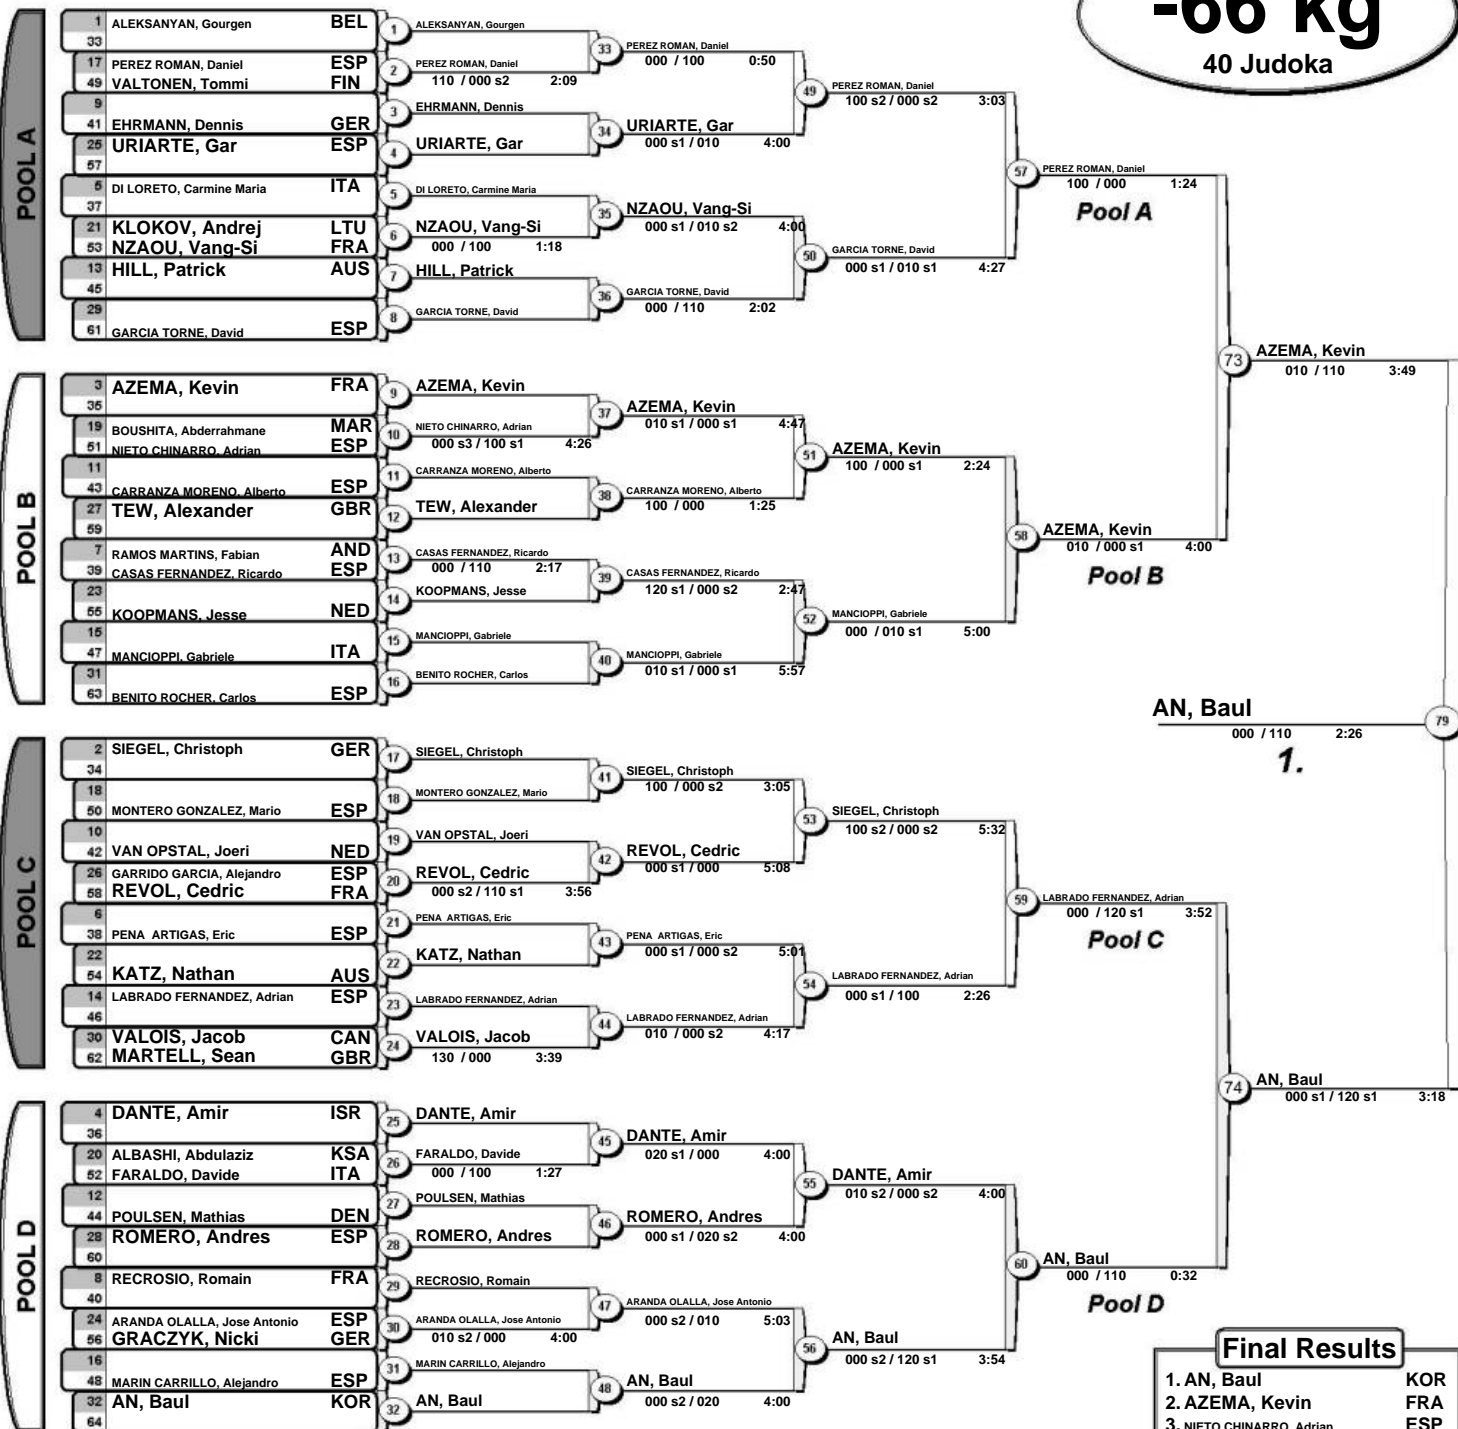 -66 kg
40 Judoka
POOL A
1 ALEKSANYAN, Gourgen BEL
33
17 PEREZ ROMAN, Daniel ESP
49 VALTONEN, Tommi FIN
9
41 EHRMANN, Dennis GER
25 URIARTE, Gar ESP
57
5 DI LORETO, Carmine Maria ITA
37
21 KLOKOV, Andrej LTU
53 NZAOU, Vang-Si FRA
13 HILL, Patrick AUS
45
29
61 GARCIA TORNE, David ESP
1 ALEKSANYAN, Gourgen
2 PEREZ ROMAN, Daniel
110 / 000 s2 2:09
3 EHRMANN, Dennis
4 URIARTE, Gar
5 DI LORETO, Carmine Maria
6 NZAOU, Vang-Si
000 / 100 1:18
7 HILL, Patrick
8 GARCIA TORNE, David
33 PEREZ ROMAN, Daniel
000 / 100 0:50
34 URIARTE, Gar
000 s1 / 010 4:00
35 NZAOU, Vang-Si
000 s1 / 010 s2 4:00
36 GARCIA TORNE, David
000 / 110 2:02
49 PEREZ ROMAN, Daniel
100 s2 / 000 s2 3:03
50 GARCIA TORNE, David
000 s1 / 010 s1 4:27
57 PEREZ ROMAN, Daniel
100 / 000 1:24
Pool A
POOL B
3 AZEMA, Kevin FRA
35
19 BOUSHITA, Abderrahmane MAR
51 NIETO CHINARRO, Adrian ESP
11
43 CARRANZA MORENO, Alberto ESP
27 TEW, Alexander GBR
59
7 RAMOS MARTINS, Fabian AND
39 CASAS FERNANDEZ, Ricardo ESP
23
55 KOOPMANS, Jesse NED
15
47 MANCIOPPI, Gabriele ITA
31
63 BENITO ROCHER, Carlos ESP
9 AZEMA, Kevin
10 NIETO CHINARRO, Adrian
000 s3 / 100 s1 4:26
11 CARRANZA MORENO, Alberto
12 TEW, Alexander
13 CASAS FERNANDEZ, Ricardo
000 / 110 2:17
14 KOOPMANS, Jesse
15 MANCIOPPI, Gabriele
16 BENITO ROCHER, Carlos
37 AZEMA, Kevin
010 s1 / 000 s1 4:47
38 CARRANZA MORENO, Alberto
100 / 000 1:25
39 CASAS FERNANDEZ, Ricardo
120 s1 / 000 s2 2:47
40 MANCIOPPI, Gabriele
010 s1 / 000 s1 5:57
51 AZEMA, Kevin
100 / 000 s1 2:24
52 MANCIOPPI, Gabriele
000 / 010 s1 5:00
58 AZEMA, Kevin
010 / 000 s1 4:00
Pool B
73 AZEMA, Kevin
010 / 110 3:49
AN, Baul 79
000 / 110 2:26
1.
POOL C
2 SIEGEL, Christoph GER
34
18
50 MONTERO GONZALEZ, Mario ESP
10
42 VAN OPSTAL, Joeri NED
26 GARRIDO GARCIA, Alejandro ESP
58 REVOL, Cedric FRA
6
38 PENA ARTIGAS, Eric ESP
22
54 KATZ, Nathan AUS
14 LABRADO FERNANDEZ, Adrian ESP
46
30 VALOIS, Jacob CAN
62 MARTELL, Sean GBR
17 SIEGEL, Christoph
18 MONTERO GONZALEZ, Mario
19 VAN OPSTAL, Joeri
20 REVOL, Cedric
000 s2 / 110 s1 3:56
21 PENA ARTIGAS, Eric
22 KATZ, Nathan
23 LABRADO FERNANDEZ, Adrian
24 VALOIS, Jacob
130 / 000 3:39
41 SIEGEL, Christoph
100 / 000 s2 3:05
42 REVOL, Cedric
000 s1 / 000 5:08
43 PENA ARTIGAS, Eric
000 s1 / 000 s2 5:01
44 LABRADO FERNANDEZ, Adrian
010 / 000 s2 4:17
53 SIEGEL, Christoph
100 s2 / 000 s2 5:32
54 LABRADO FERNANDEZ, Adrian
000 s1 / 100 2:26
59 LABRADO FERNANDEZ, Adrian
000 / 120 s1 3:52
Pool C
74 AN, Baul
000 s1 / 120 s1 3:18
POOL D
4 DANTE, Amir ISR
36
20 ALBASHI, Abdulaziz KSA
52 FARALDO, Davide ITA
12
44 POULSEN, Mathias DEN
28 ROMERO, Andres ESP
60
8 RECROSIO, Romain FRA
40
24 ARANDA OLALLA, Jose Antonio ESP
56 GRACZYK, Nicki GER
16
48 MARIN CARRILLO, Alejandro ESP
32 AN, Baul KOR
64
25 DANTE, Amir
26 FARALDO, Davide
000 / 100 1:27
27 POULSEN, Mathias
28 ROMERO, Andres
29 RECROSIO, Romain
30 ARANDA OLALLA, Jose Antonio
010 s2 / 000 4:00
31 MARIN CARRILLO, Alejandro
32 AN, Baul
45 DANTE, Amir
020 s1 / 000 4:00
46 ROMERO, Andres
000 s1 / 020 s2 4:00
47 ARANDA OLALLA, Jose Antonio
000 s2 / 010 5:03
48 AN, Baul
000 s2 / 020 4:00
55 DANTE, Amir
010 s2 / 000 s2 4:00
56 AN, Baul
000 s2 / 120 s1 3:54
60 AN, Baul
000 / 110 0:32
Pool D
Final Results
1. AN, Baul KOR
2. AZEMA, Kevin FRA
3. NIETO CHINARRO, Adrian ESP